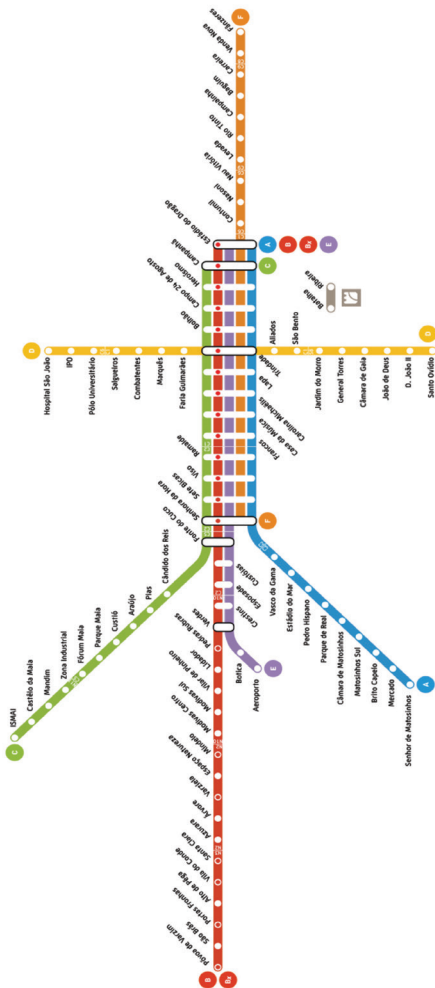 F
Fânzeres
Venda Nova
Carreira
Baguim
Campainha
Rio Tinto
Levada
Nau Vitória
Nasoni
Contumil
Estádio do Dragão
A
B
Bx
E
Campanhã
C
Heroísmo
Campo 24 de Agosto
Bolhão
Batalha
Ribeira
D
Hospital São João
IPO
Pólo Universitário
Salgueiros
Combatentes
Marquês
Faria Guimarães
Trindade
Aliados
São Bento
Jardim do Morro
General Torres
Câmara de Gaia
João de Deus
D. João II
Santo Ovídio
D
Lapa
Carolina Michaëlis
Casa da Música
Francos
Ramalde
Viso
Sete Bicas
Senhora da Hora
F
Fonte do Cuco
Cândido dos Reis
Pias
Araújo
Custió
Parque Maia
Fórum Maia
Zona Industrial
Mandim
Castêlo da Maia
ISMAI
C
Vasco da Gama
Estádio do Mar
Pedro Hispano
Parque de Real
Câmara de Matosinhos
Matosinhos Sul
Brito Capelo
Mercado
Senhor de Matosinhos
A
Custóias
Esposade
Crestins
Verdes
Botica
Aeroporto
E
Pedras Rubras
Lidador
Vilar do Pinheiro
Modivas Sul
Modivas Centro
Mindelo
Espaço Natureza
Varziela
Árvore
Azurara
Santa Clara
Vila do Conde
Alto de Pêga
Portas Fronhas
São Brás
Póvoa de Varzim
B
Bx